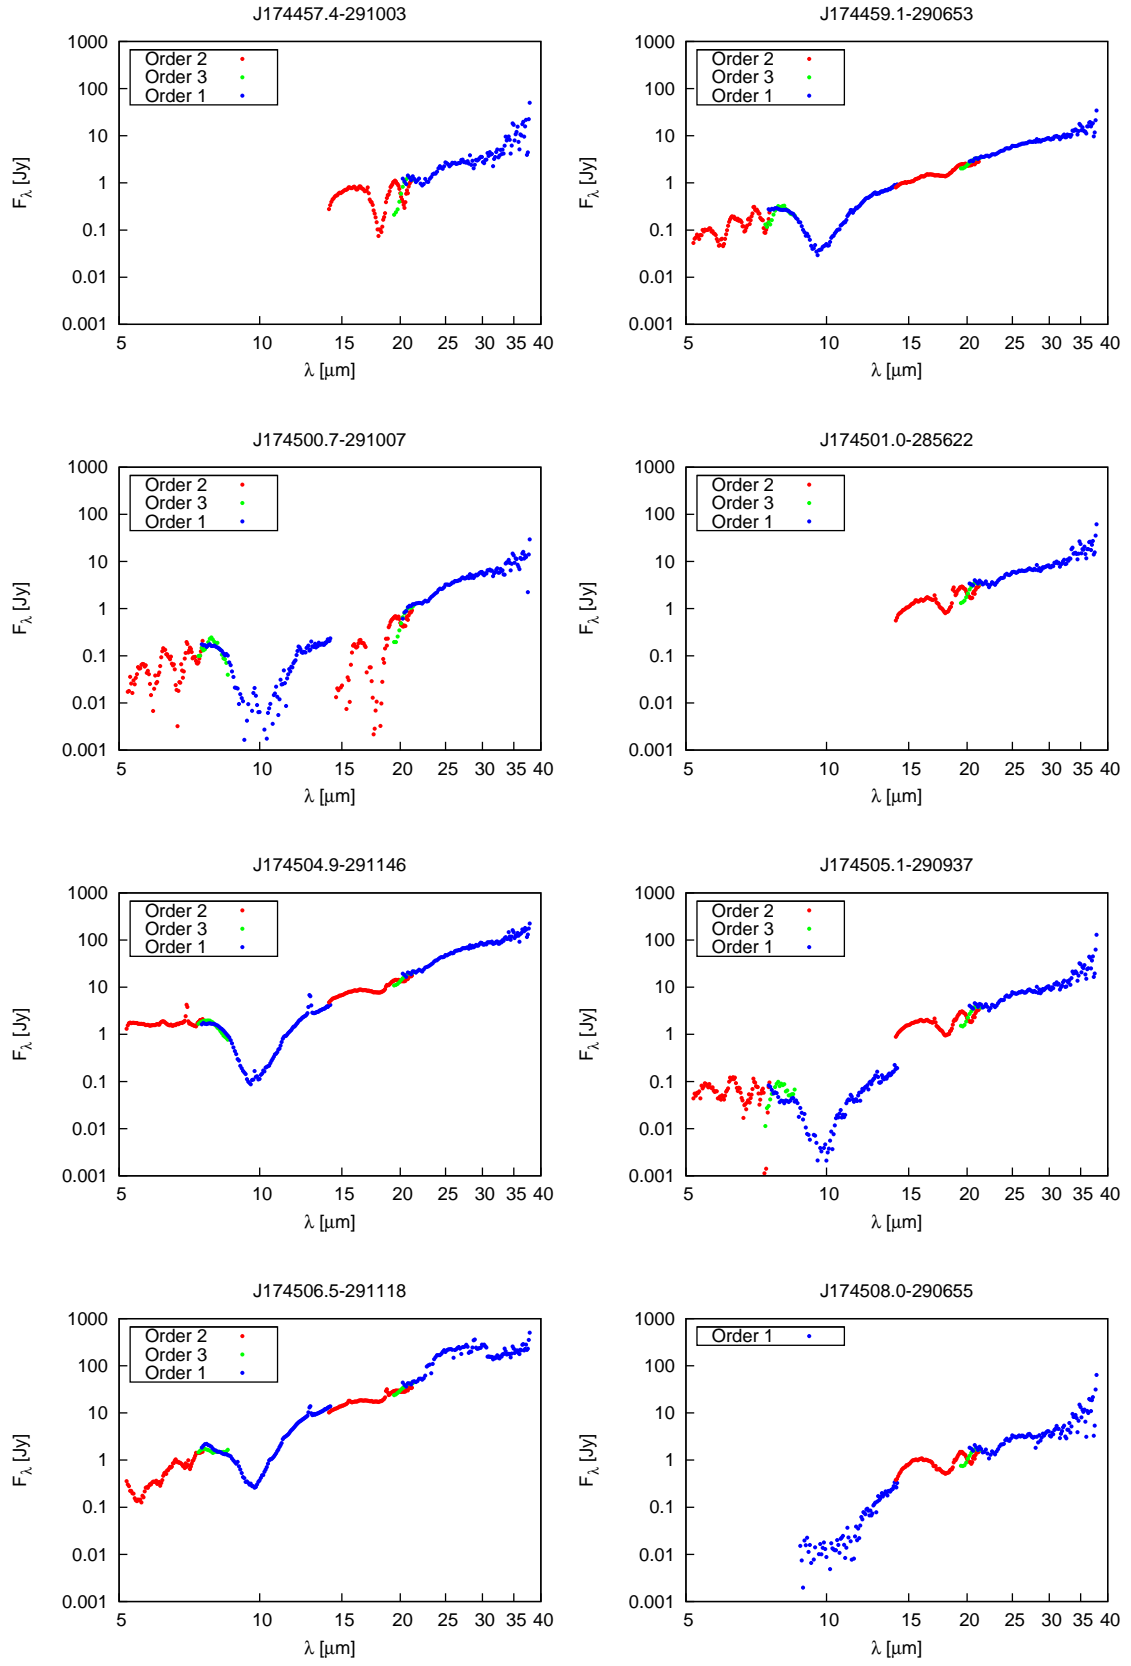 J174457.4-291003
1000
100
10
1
0.1
0.01
0.001
F_λ [Jy]
Order 2
Order 3
Order 1
5 10 15 20 25 30 35 40
λ [μm]
J174459.1-290653
1000
100
10
1
0.1
0.01
0.001
F_λ [Jy]
Order 2
Order 3
Order 1
5 10 15 20 25 30 35 40
λ [μm]
J174500.7-291007
1000
100
10
1
0.1
0.01
0.001
F_λ [Jy]
Order 2
Order 3
Order 1
5 10 15 20 25 30 35 40
λ [μm]
J174501.0-285622
1000
100
10
1
0.1
0.01
0.001
F_λ [Jy]
Order 2
Order 3
Order 1
5 10 15 20 25 30 35 40
λ [μm]
J174504.9-291146
1000
100
10
1
0.1
0.01
0.001
F_λ [Jy]
Order 2
Order 3
Order 1
5 10 15 20 25 30 35 40
λ [μm]
J174505.1-290937
1000
100
10
1
0.1
0.01
0.001
F_λ [Jy]
Order 2
Order 3
Order 1
5 10 15 20 25 30 35 40
λ [μm]
J174506.5-291118
1000
100
10
1
0.1
0.01
0.001
F_λ [Jy]
Order 2
Order 3
Order 1
5 10 15 20 25 30 35 40
λ [μm]
J174508.0-290655
1000
100
10
1
0.1
0.01
0.001
F_λ [Jy]
Order 1
5 10 15 20 25 30 35 40
λ [μm]